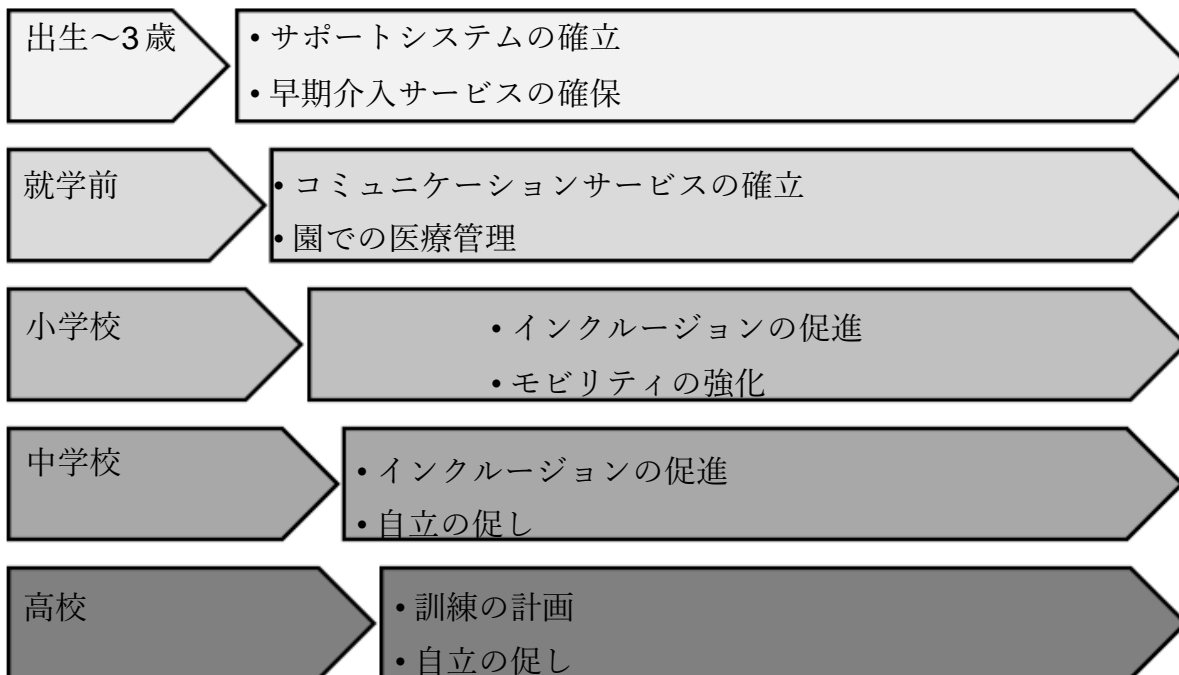 出生～3歳
• サポートシステムの確立
• 早期介入サービスの確保
就学前
• コミュニケーションサービスの確立
• 園での医療管理
小学校
• インクルージョンの促進
• モビリティの強化
中学校
• インクルージョンの促進
• 自立の促し
高校
• 訓練の計画
• 自立の促し